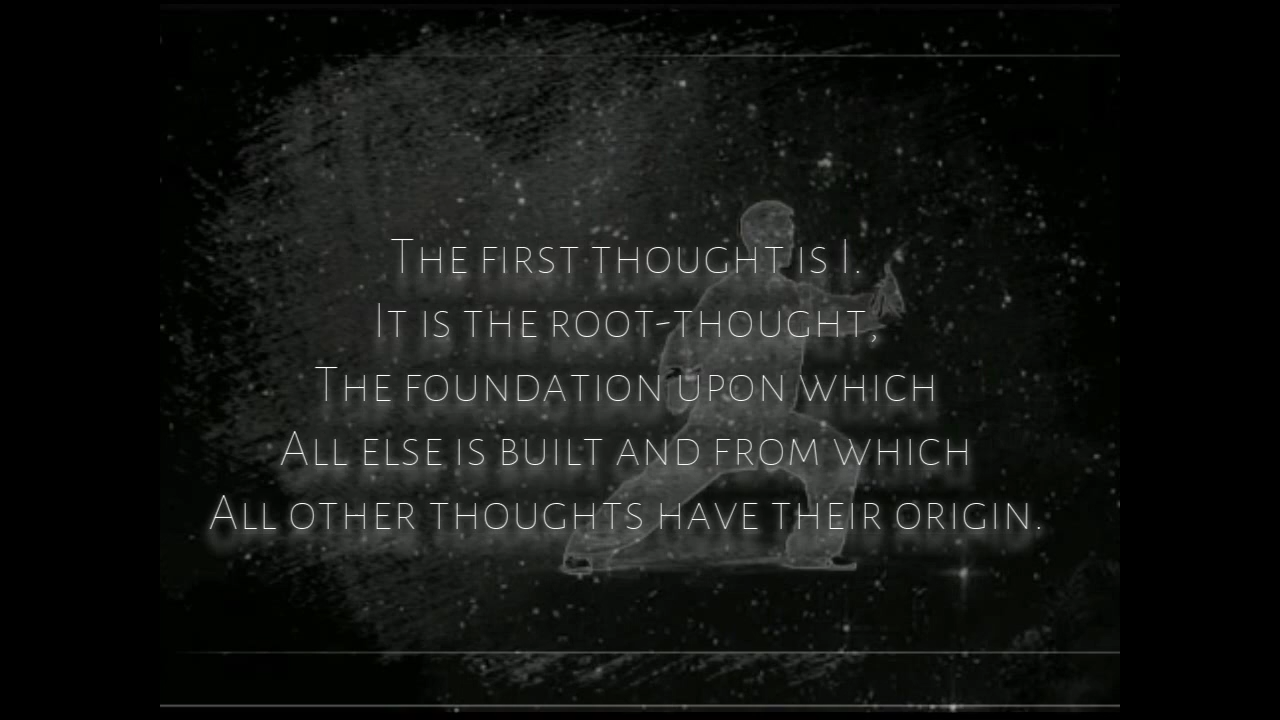 The first thought is I.
It is the root-thought,
The foundation upon which
All else is built and from which
All other thoughts have their origin.